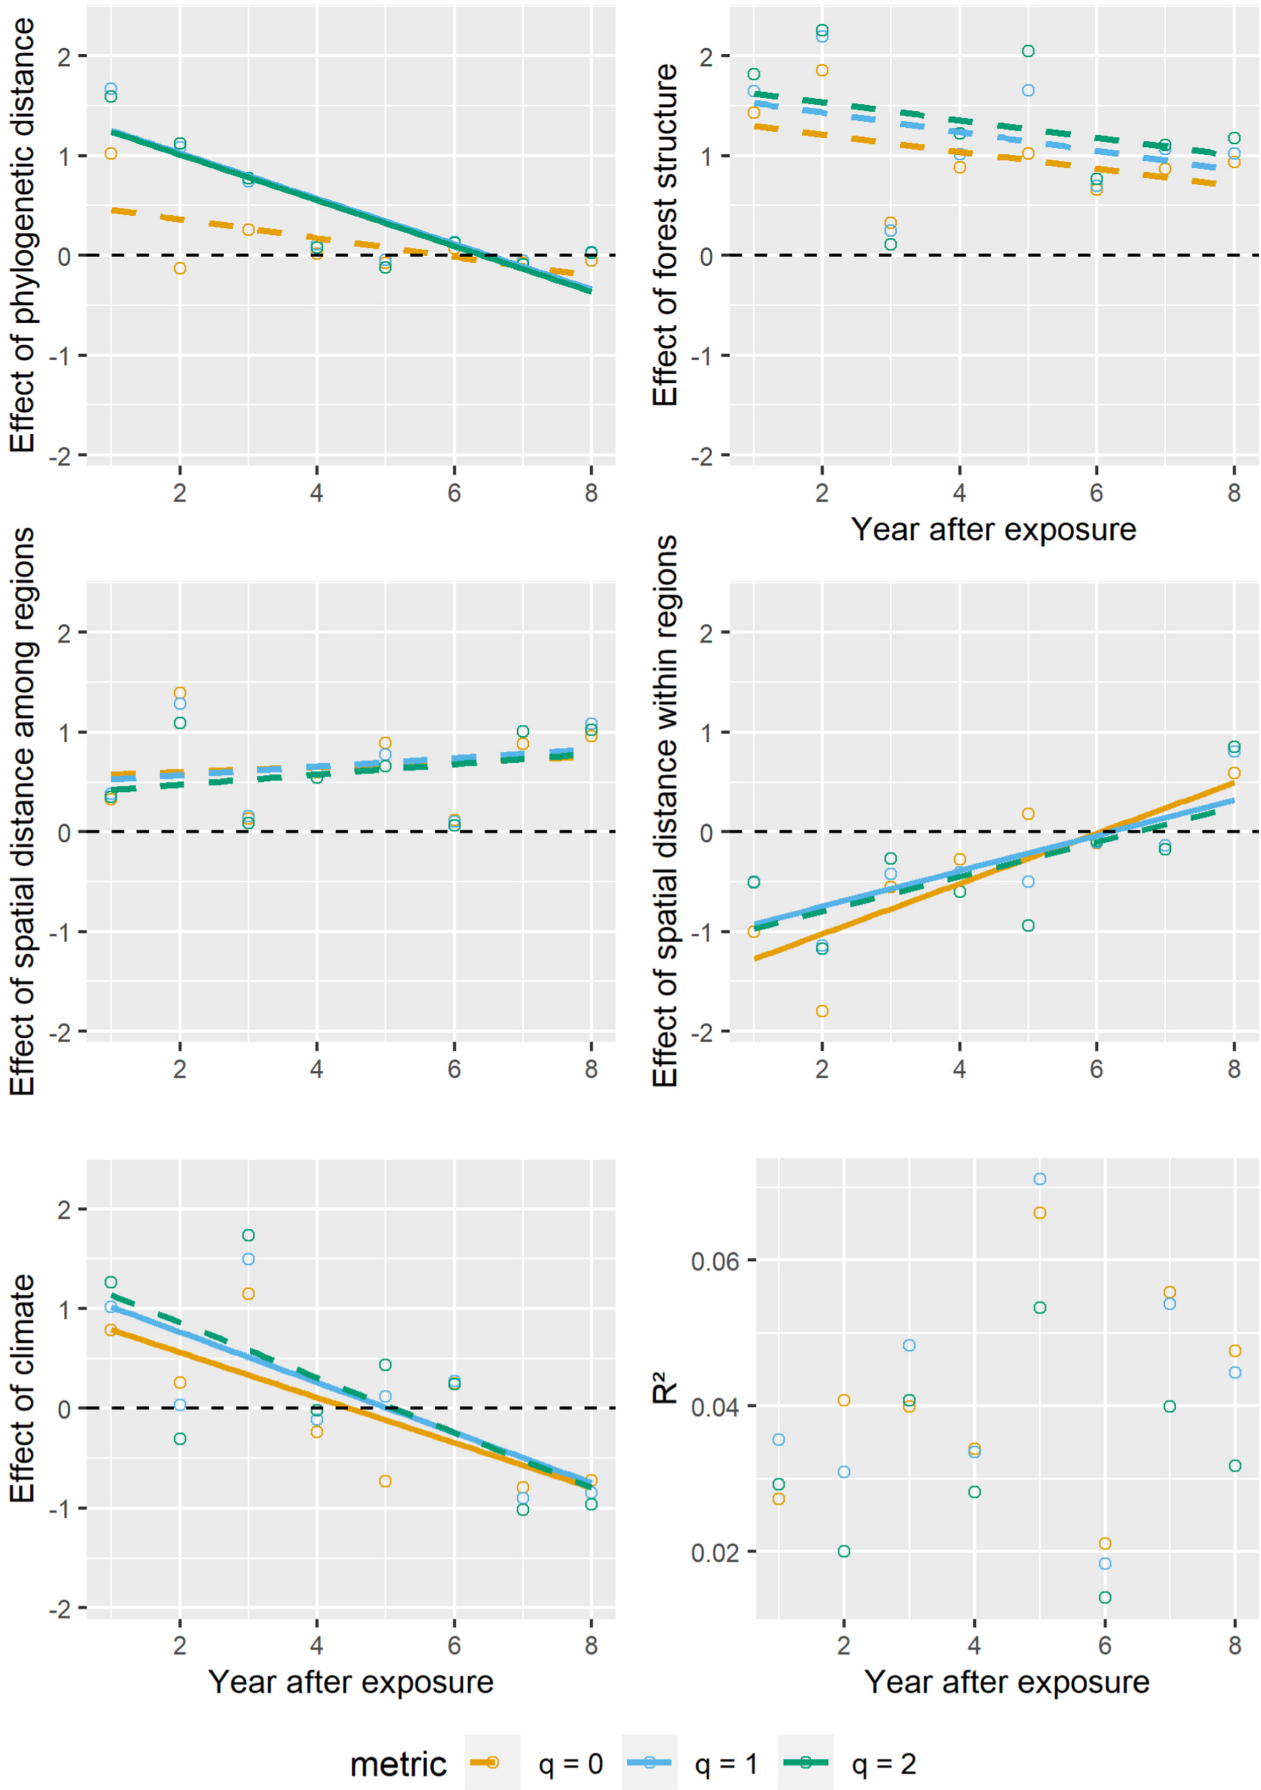 Effect of phylogenetic distance
2
1
0
-1
-2
2 4 6 8
Effect of forest structure
2
1
0
-1
-2
2 4 6 8
Year after exposure
Effect of spatial distance among regions
2
1
0
-1
-2
2 4 6 8
Effect of spatial distance within regions
2
1
0
-1
-2
2 4 6 8
Effect of climate
2
1
0
-1
-2
2 4 6 8
Year after exposure
R²
0.06
0.04
0.02
2 4 6 8
Year after exposure
metric q = 0 q = 1 q = 2